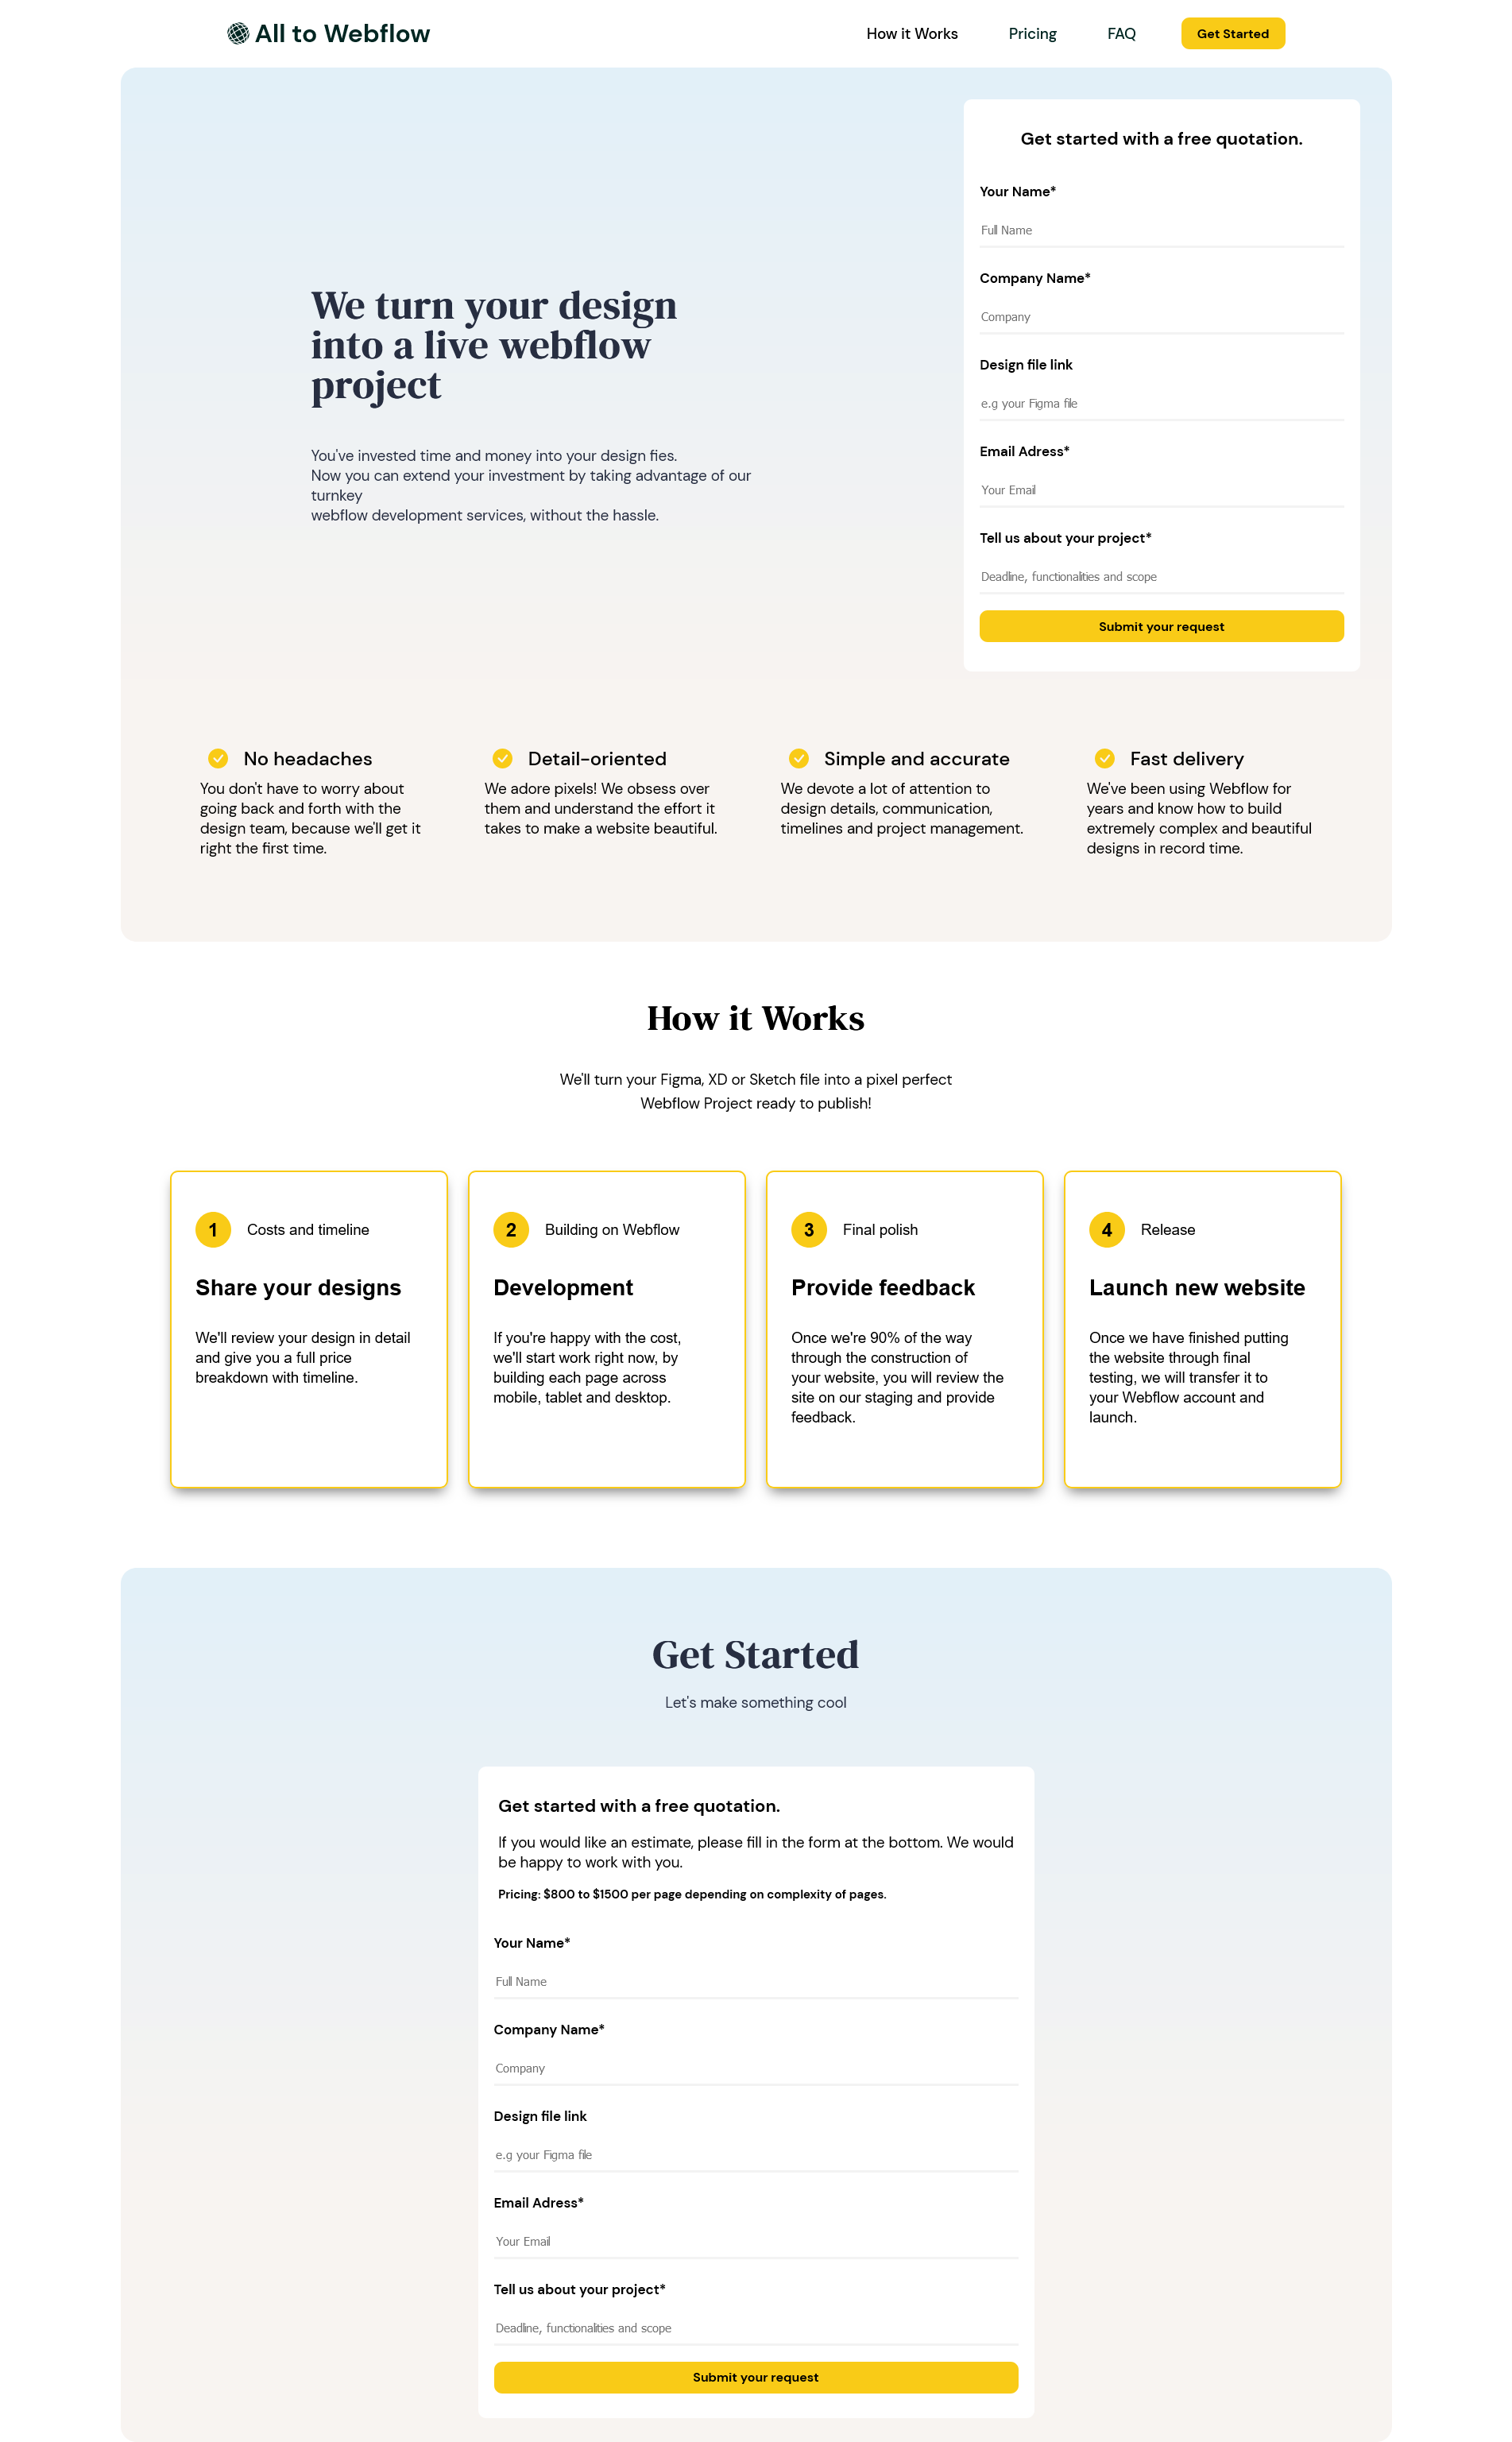 All to Webflow
How it Works
Pricing
FAQ
Get Started
We turn your design
into a live webflow
project
You've invested time and money into your design fies.
Now you can extend your investment by taking advantage of our
turnkey
webflow development services, without the hassle.
Get started with a free quotation.
Your Name*
Full Name
Company Name*
Company
Design file link
e.g your Figma file
Email Adress*
Your Email
Tell us about your project*
Deadline, functionalities and scope
Submit your request
No headaches
You don't have to worry about
going back and forth with the
design team, because we'll get it
right the first time.
Detail-oriented
We adore pixels! We obsess over
them and understand the effort it
takes to make a website beautiful.
Simple and accurate
We devote a lot of attention to
design details, communication,
timelines and project management.
Fast delivery
We've been using Webflow for
years and know how to build
extremely complex and beautiful
designs in record time.
How it Works
We'll turn your Figma, XD or Sketch file into a pixel perfect
Webflow Project ready to publish!
1 Costs and timeline
Share your designs
We'll review your design in detail
and give you a full price
breakdown with timeline.
2 Building on Webflow
Development
If you're happy with the cost,
we'll start work right now, by
building each page across
mobile, tablet and desktop.
3 Final polish
Provide feedback
Once we're 90% of the way
through the construction of
your website, you will review the
site on our staging and provide
feedback.
4 Release
Launch new website
Once we have finished putting
the website through final
testing, we will transfer it to
your Webflow account and
launch.
Get Started
Let's make something cool
Get started with a free quotation.
If you would like an estimate, please fill in the form at the bottom. We would
be happy to work with you.
Pricing: $800 to $1500 per page depending on complexity of pages.
Your Name*
Full Name
Company Name*
Company
Design file link
e.g your Figma file
Email Adress*
Your Email
Tell us about your project*
Deadline, functionalities and scope
Submit your request